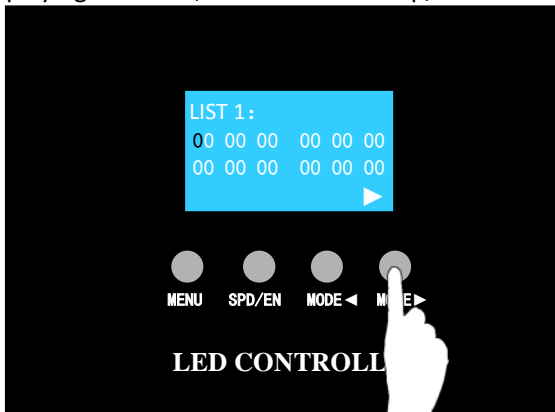 LIST 1:
00 00 00 00 00 00
00 00 00 00 00 00
▶
MENU SPD/EN MODE◀ M E▶
LED CONTROLL